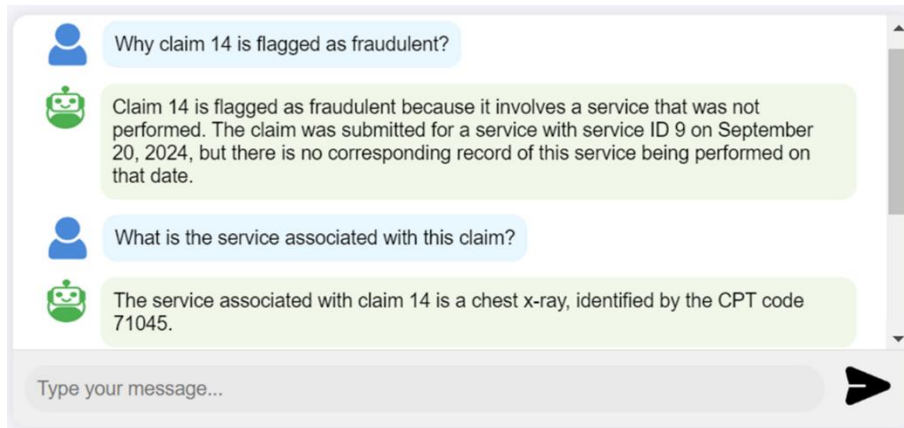 Why claim 14 is flagged as fraudulent?
Claim 14 is flagged as fraudulent because it involves a service that was not
performed. The claim was submitted for a service with service ID 9 on September
20, 2024, but there is no corresponding record of this service being performed on
that date.
What is the service associated with this claim?
The service associated with claim 14 is a chest x-ray, identified by the CPT code
71045.
Type your message...